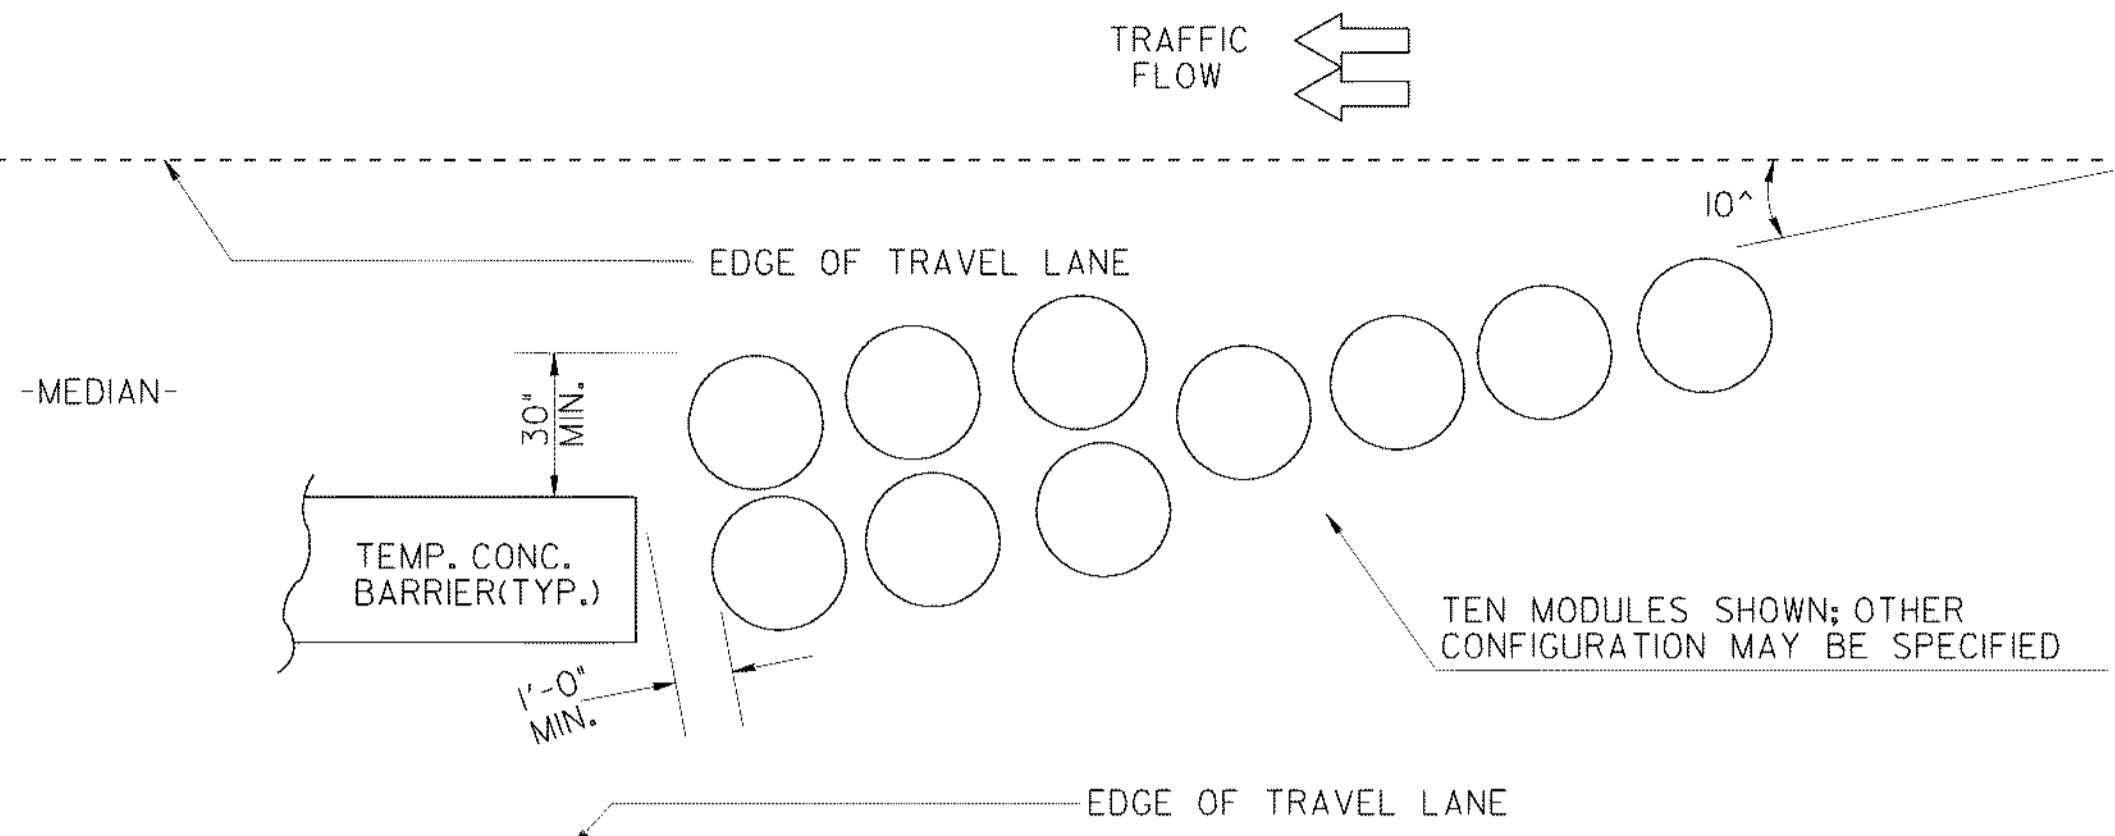 TRAFFIC
FLOW
10^
EDGE OF TRAVEL LANE
-MEDIAN-
30"
MIN.
TEMP. CONC.
BARRIER(TYP.)
TEN MODULES SHOWN; OTHER
CONFIGURATION MAY BE SPECIFIED
1'-0"
MIN.
EDGE OF TRAVEL LANE